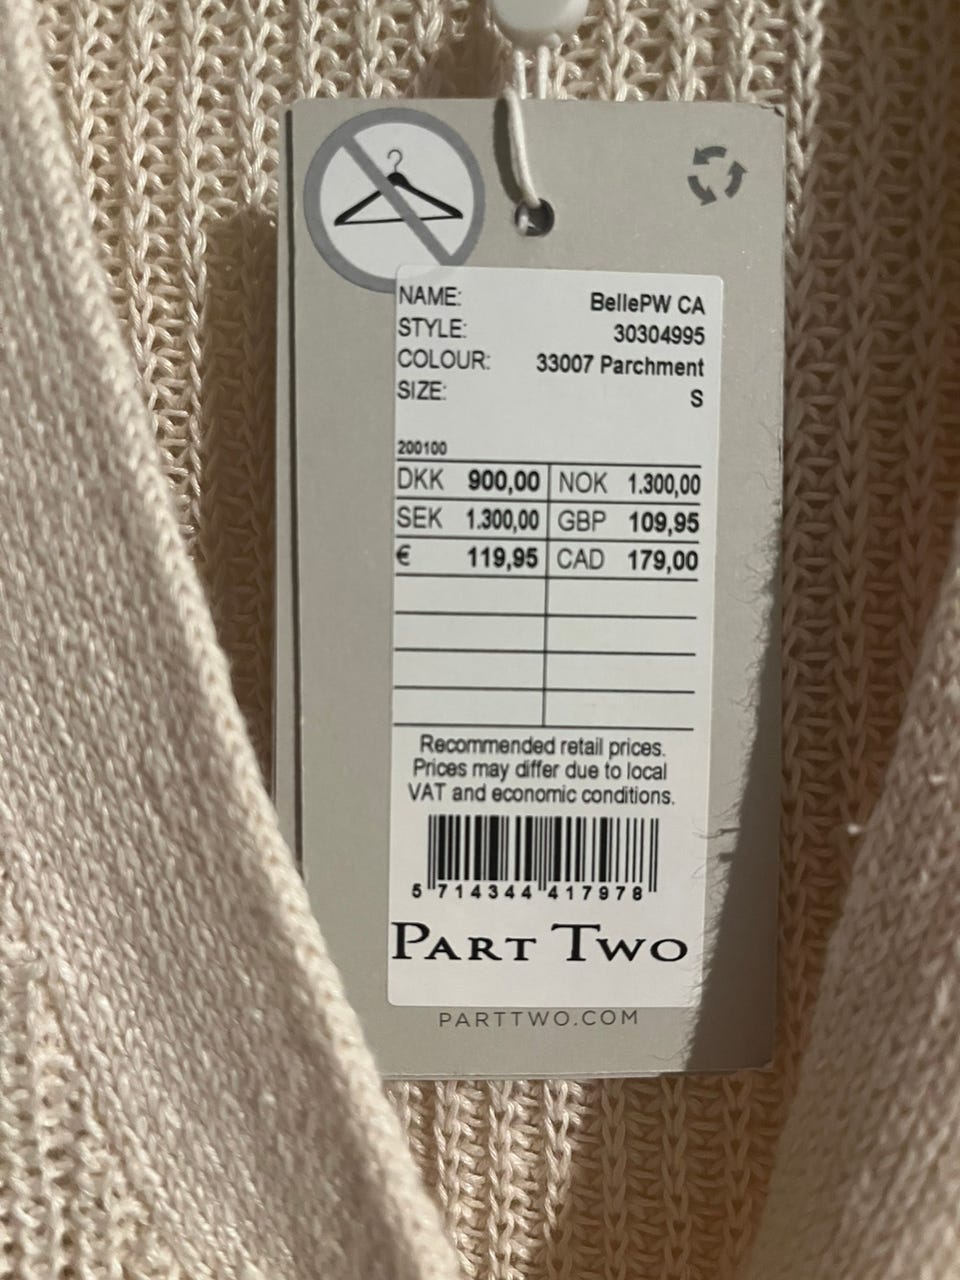 NAME: BellePW CA
STYLE: 30304995
COLOUR: 33007 Parchment
SIZE: S
200100
DKK 900,00 NOK 1.300,00
SEK 1.300,00 GBP 109,95
€ 119,95 CAD 179,00
Recommended retail prices.
Prices may differ due to local
VAT and economic conditions.
5 714344 417978
PART TWO
PARTTWO.COM